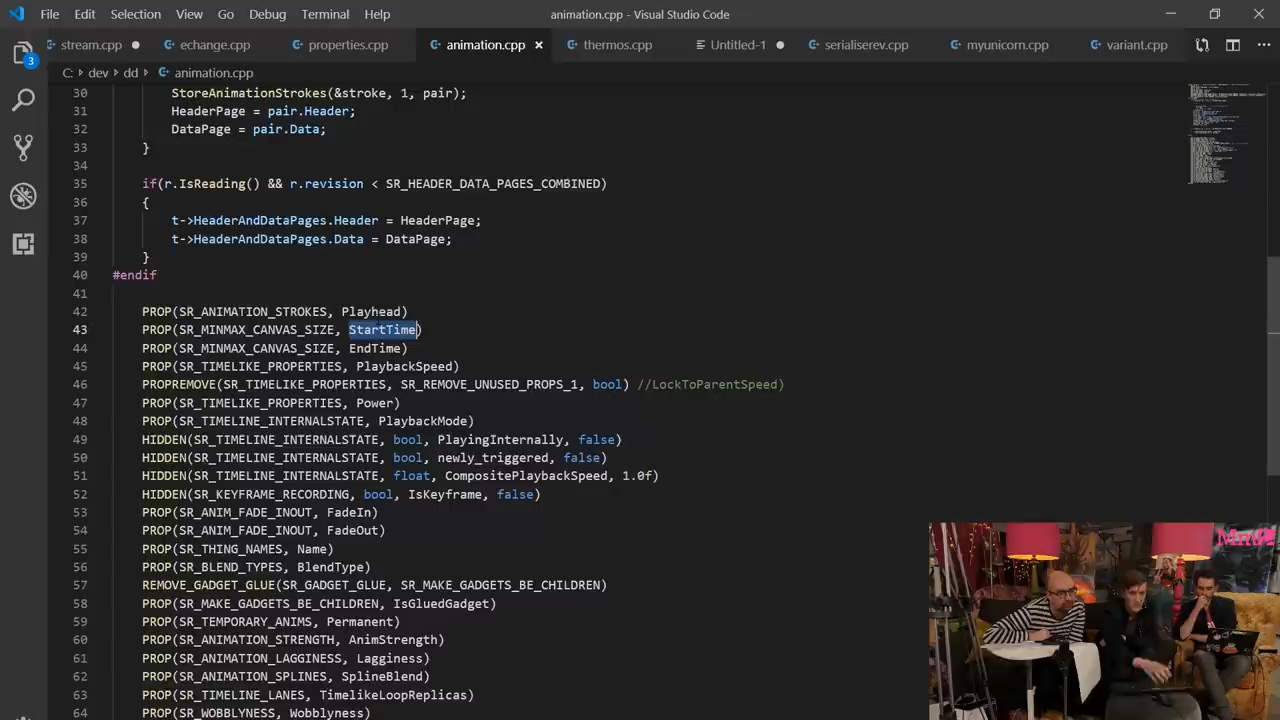 File Edit Selection View Go Debug Terminal Help animation.cpp - Visual Studio Code
stream.cpp echange.cpp properties.cpp animation.cpp thermos.cpp Untitled-1 serialiserev.cpp myunicorn.cpp variant.cpp
3
C: > dev > dd > animation.cpp
30 StoreAnimationStrokes(&stroke, 1, pair);
31 HeaderPage = pair.Header;
32 DataPage = pair.Data;
33 }
34
35 if(r.IsReading() && r.revision < SR_HEADER_DATA_PAGES_COMBINED)
36 {
37 t->HeaderAndDataPages.Header = HeaderPage;
38 t->HeaderAndDataPages.Data = DataPage;
39 }
40 #endif
41
42 PROP(SR_ANIMATION_STROKES, Playhead)
43 PROP(SR_MINMAX_CANVAS_SIZE, StartTime)
44 PROP(SR_MINMAX_CANVAS_SIZE, EndTime)
45 PROP(SR_TIMELIKE_PROPERTIES, PlaybackSpeed)
46 PROPREMOVE(SR_TIMELIKE_PROPERTIES, SR_REMOVE_UNUSED_PROPS_1, bool) //LockToParentSpeed)
47 PROP(SR_TIMELIKE_PROPERTIES, Power)
48 PROP(SR_TIMELINE_INTERNALSTATE, PlaybackMode)
49 HIDDEN(SR_TIMELINE_INTERNALSTATE, bool, PlayingInternally, false)
50 HIDDEN(SR_TIMELINE_INTERNALSTATE, bool, newly_triggered, false)
51 HIDDEN(SR_TIMELINE_INTERNALSTATE, float, CompositePlaybackSpeed, 1.0f)
52 HIDDEN(SR_KEYFRAME_RECORDING, bool, IsKeyframe, false)
53 PROP(SR_ANIM_FADE_INOUT, FadeIn)
54 PROP(SR_ANIM_FADE_INOUT, FadeOut)
55 PROP(SR_THING_NAMES, Name)
56 PROP(SR_BLEND_TYPES, BlendType)
57 REMOVE_GADGET_GLUE(SR_GADGET_GLUE, SR_MAKE_GADGETS_BE_CHILDREN)
58 PROP(SR_MAKE_GADGETS_BE_CHILDREN, IsGluedGadget)
59 PROP(SR_TEMPORARY_ANIMS, Permanent)
60 PROP(SR_ANIMATION_STRENGTH, AnimStrength)
61 PROP(SR_ANIMATION_LAGGINESS, Lagginess)
62 PROP(SR_ANIMATION_SPLINES, SplineBlend)
63 PROP(SR_TIMELINE_LANES, TimelikeLoopReplicas)
64 PROP(SR_WOBBLYNESS, Wobblyness)